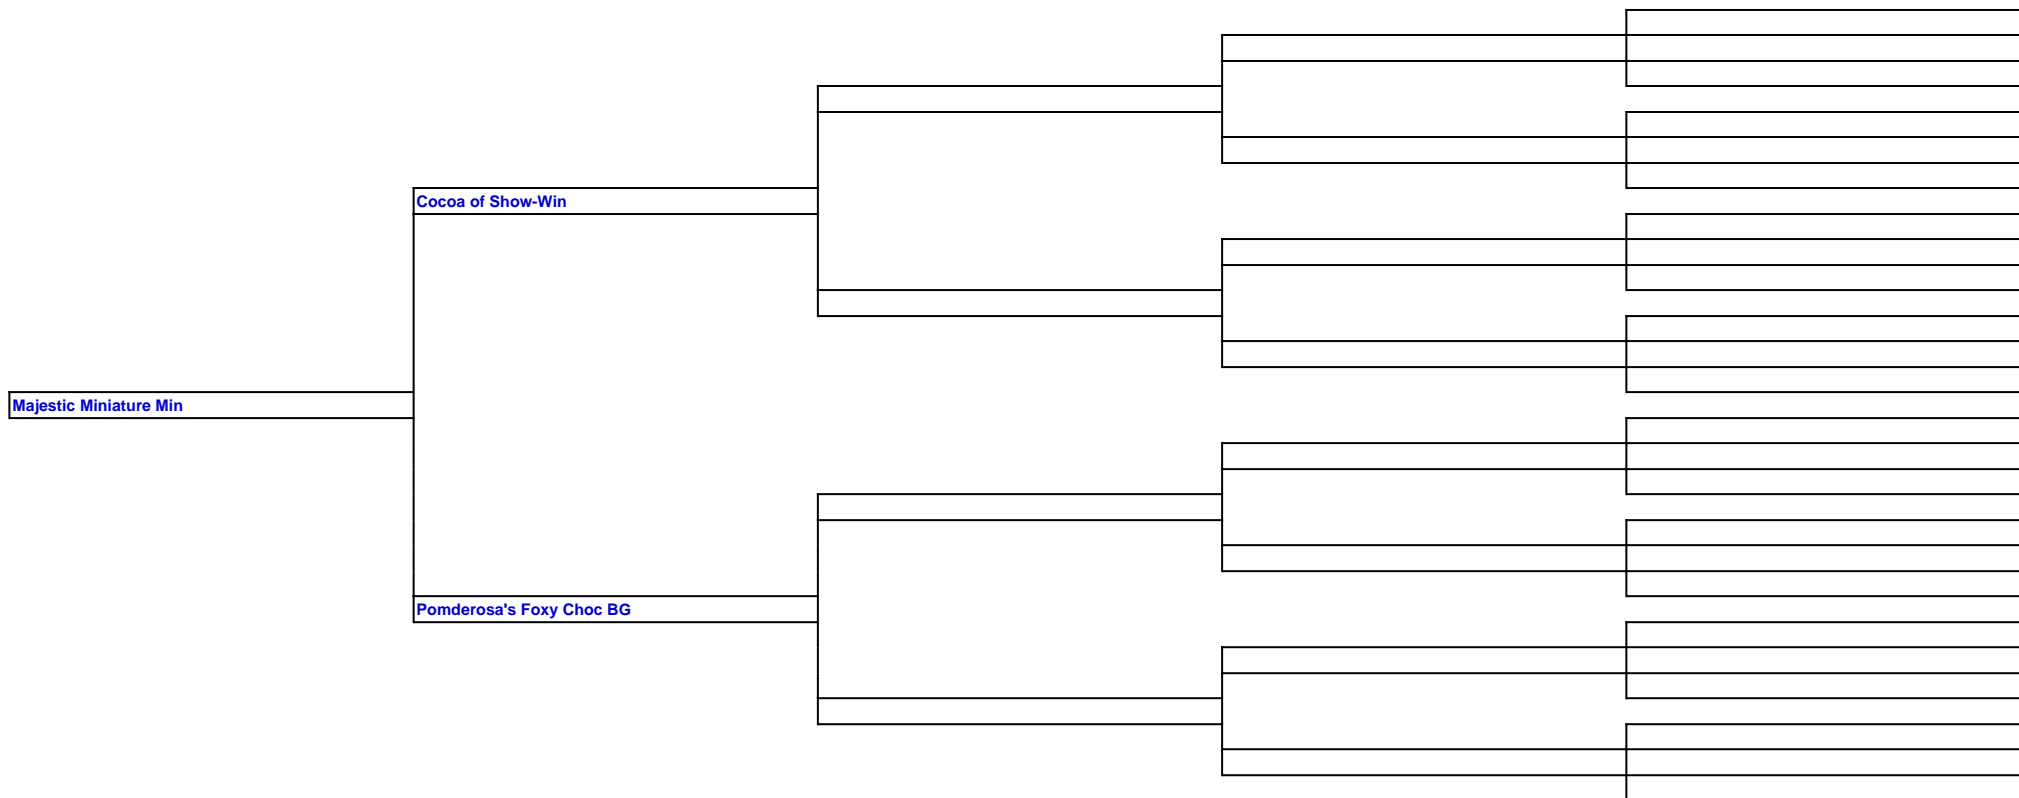 Cocoa of Show-Win
Majestic Miniature Min
Pomderosa's Foxy Choc BG